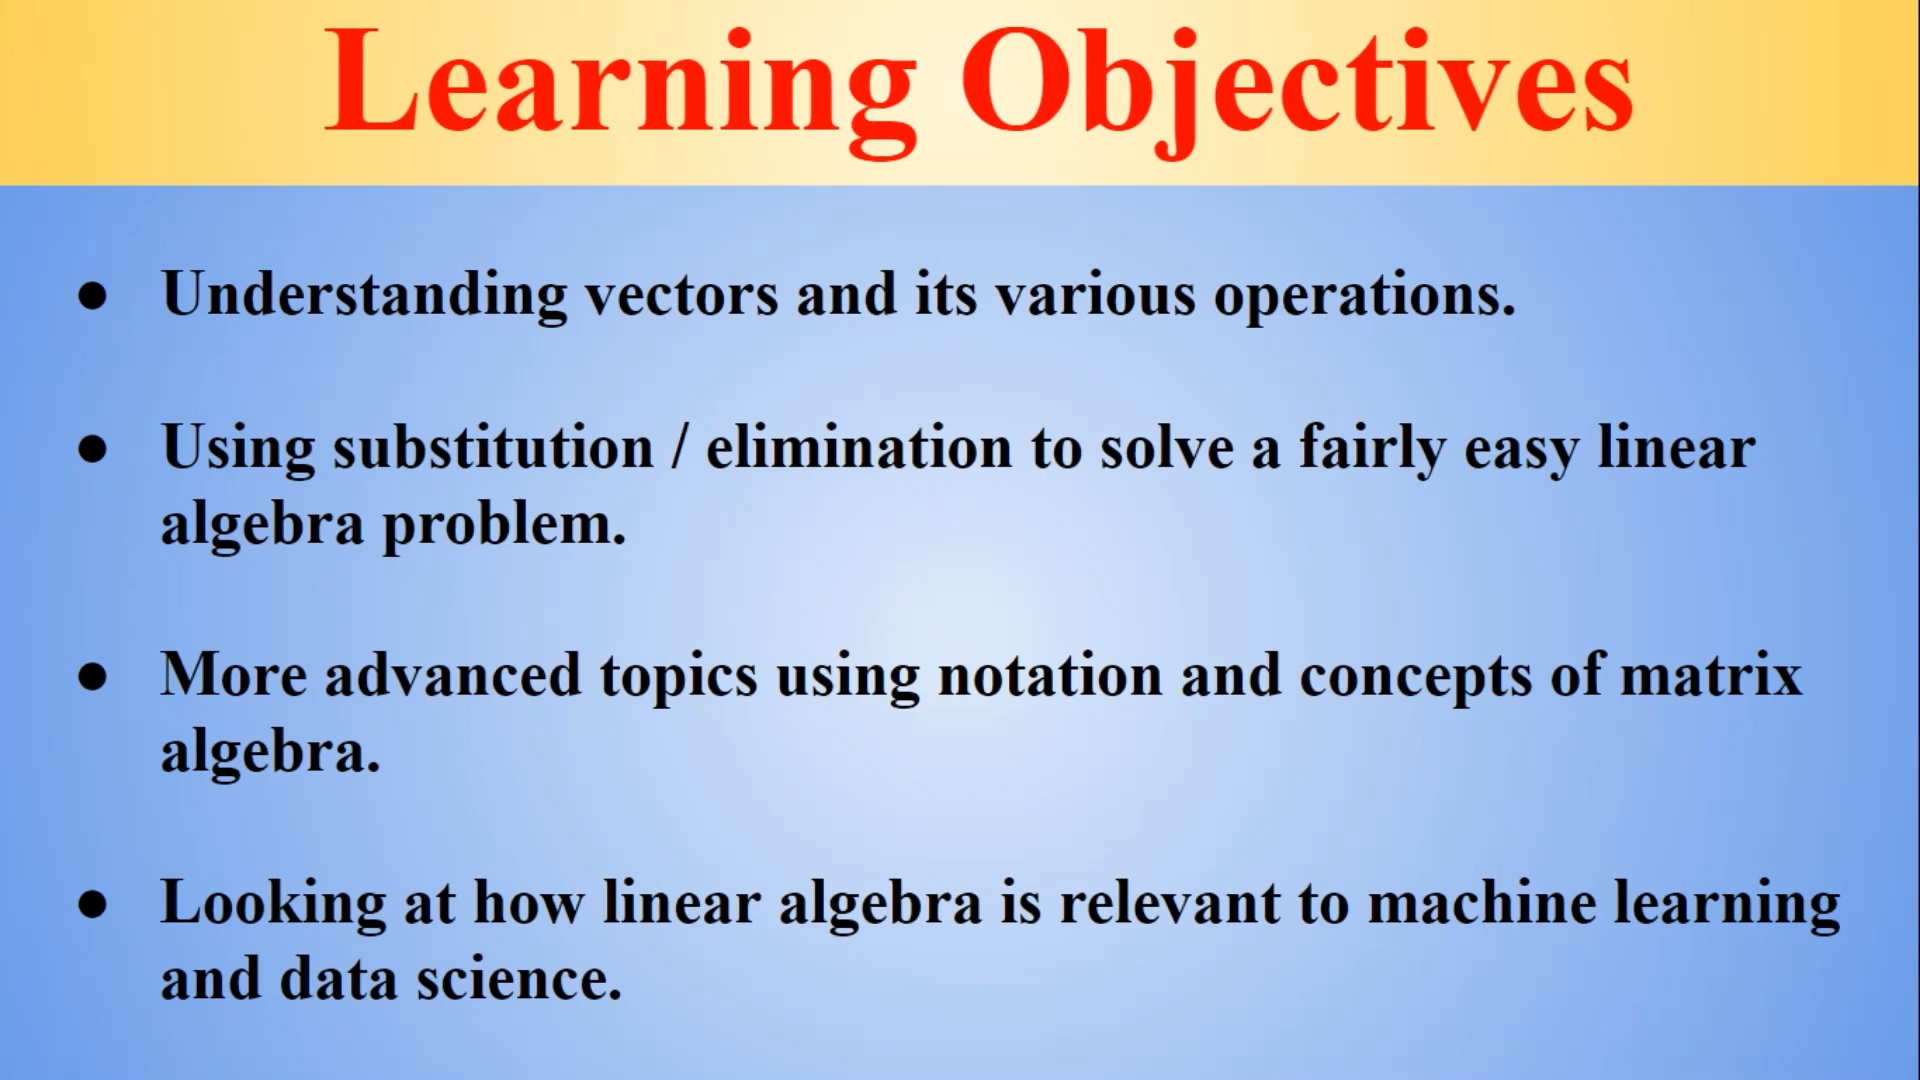 Learning Objectives
● Understanding vectors and its various operations.
● Using substitution / elimination to solve a fairly easy linear
algebra problem.
● More advanced topics using notation and concepts of matrix
algebra.
● Looking at how linear algebra is relevant to machine learning
and data science.